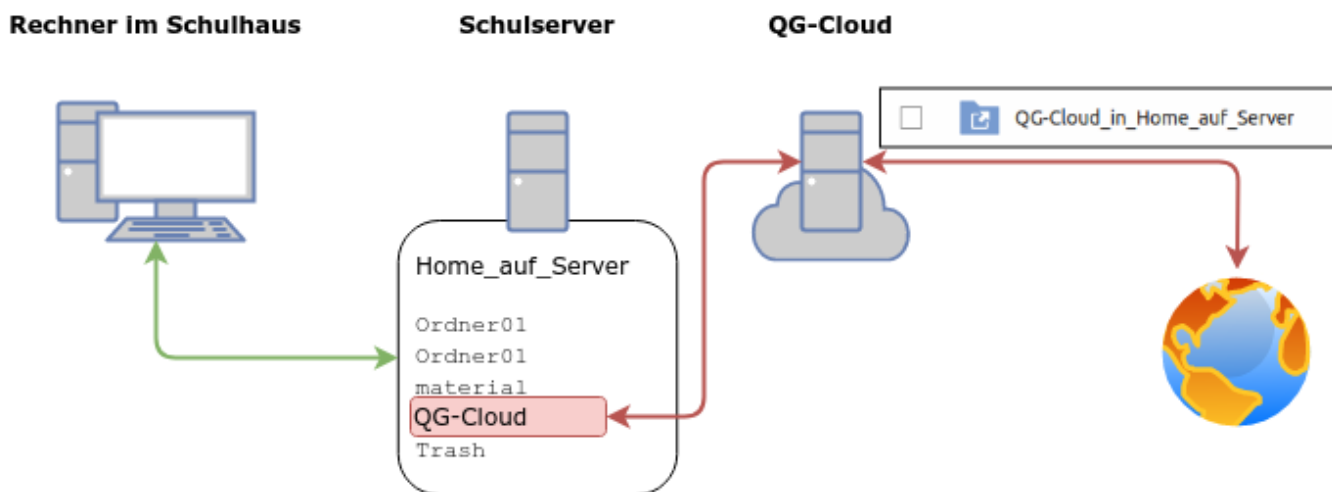 Rechner im Schulhaus
Schulserver
QG-Cloud
QG-Cloud_in_Home_auf_Server
Home_auf_Server
Ordner01
Ordner01
material
QG-Cloud
Trash